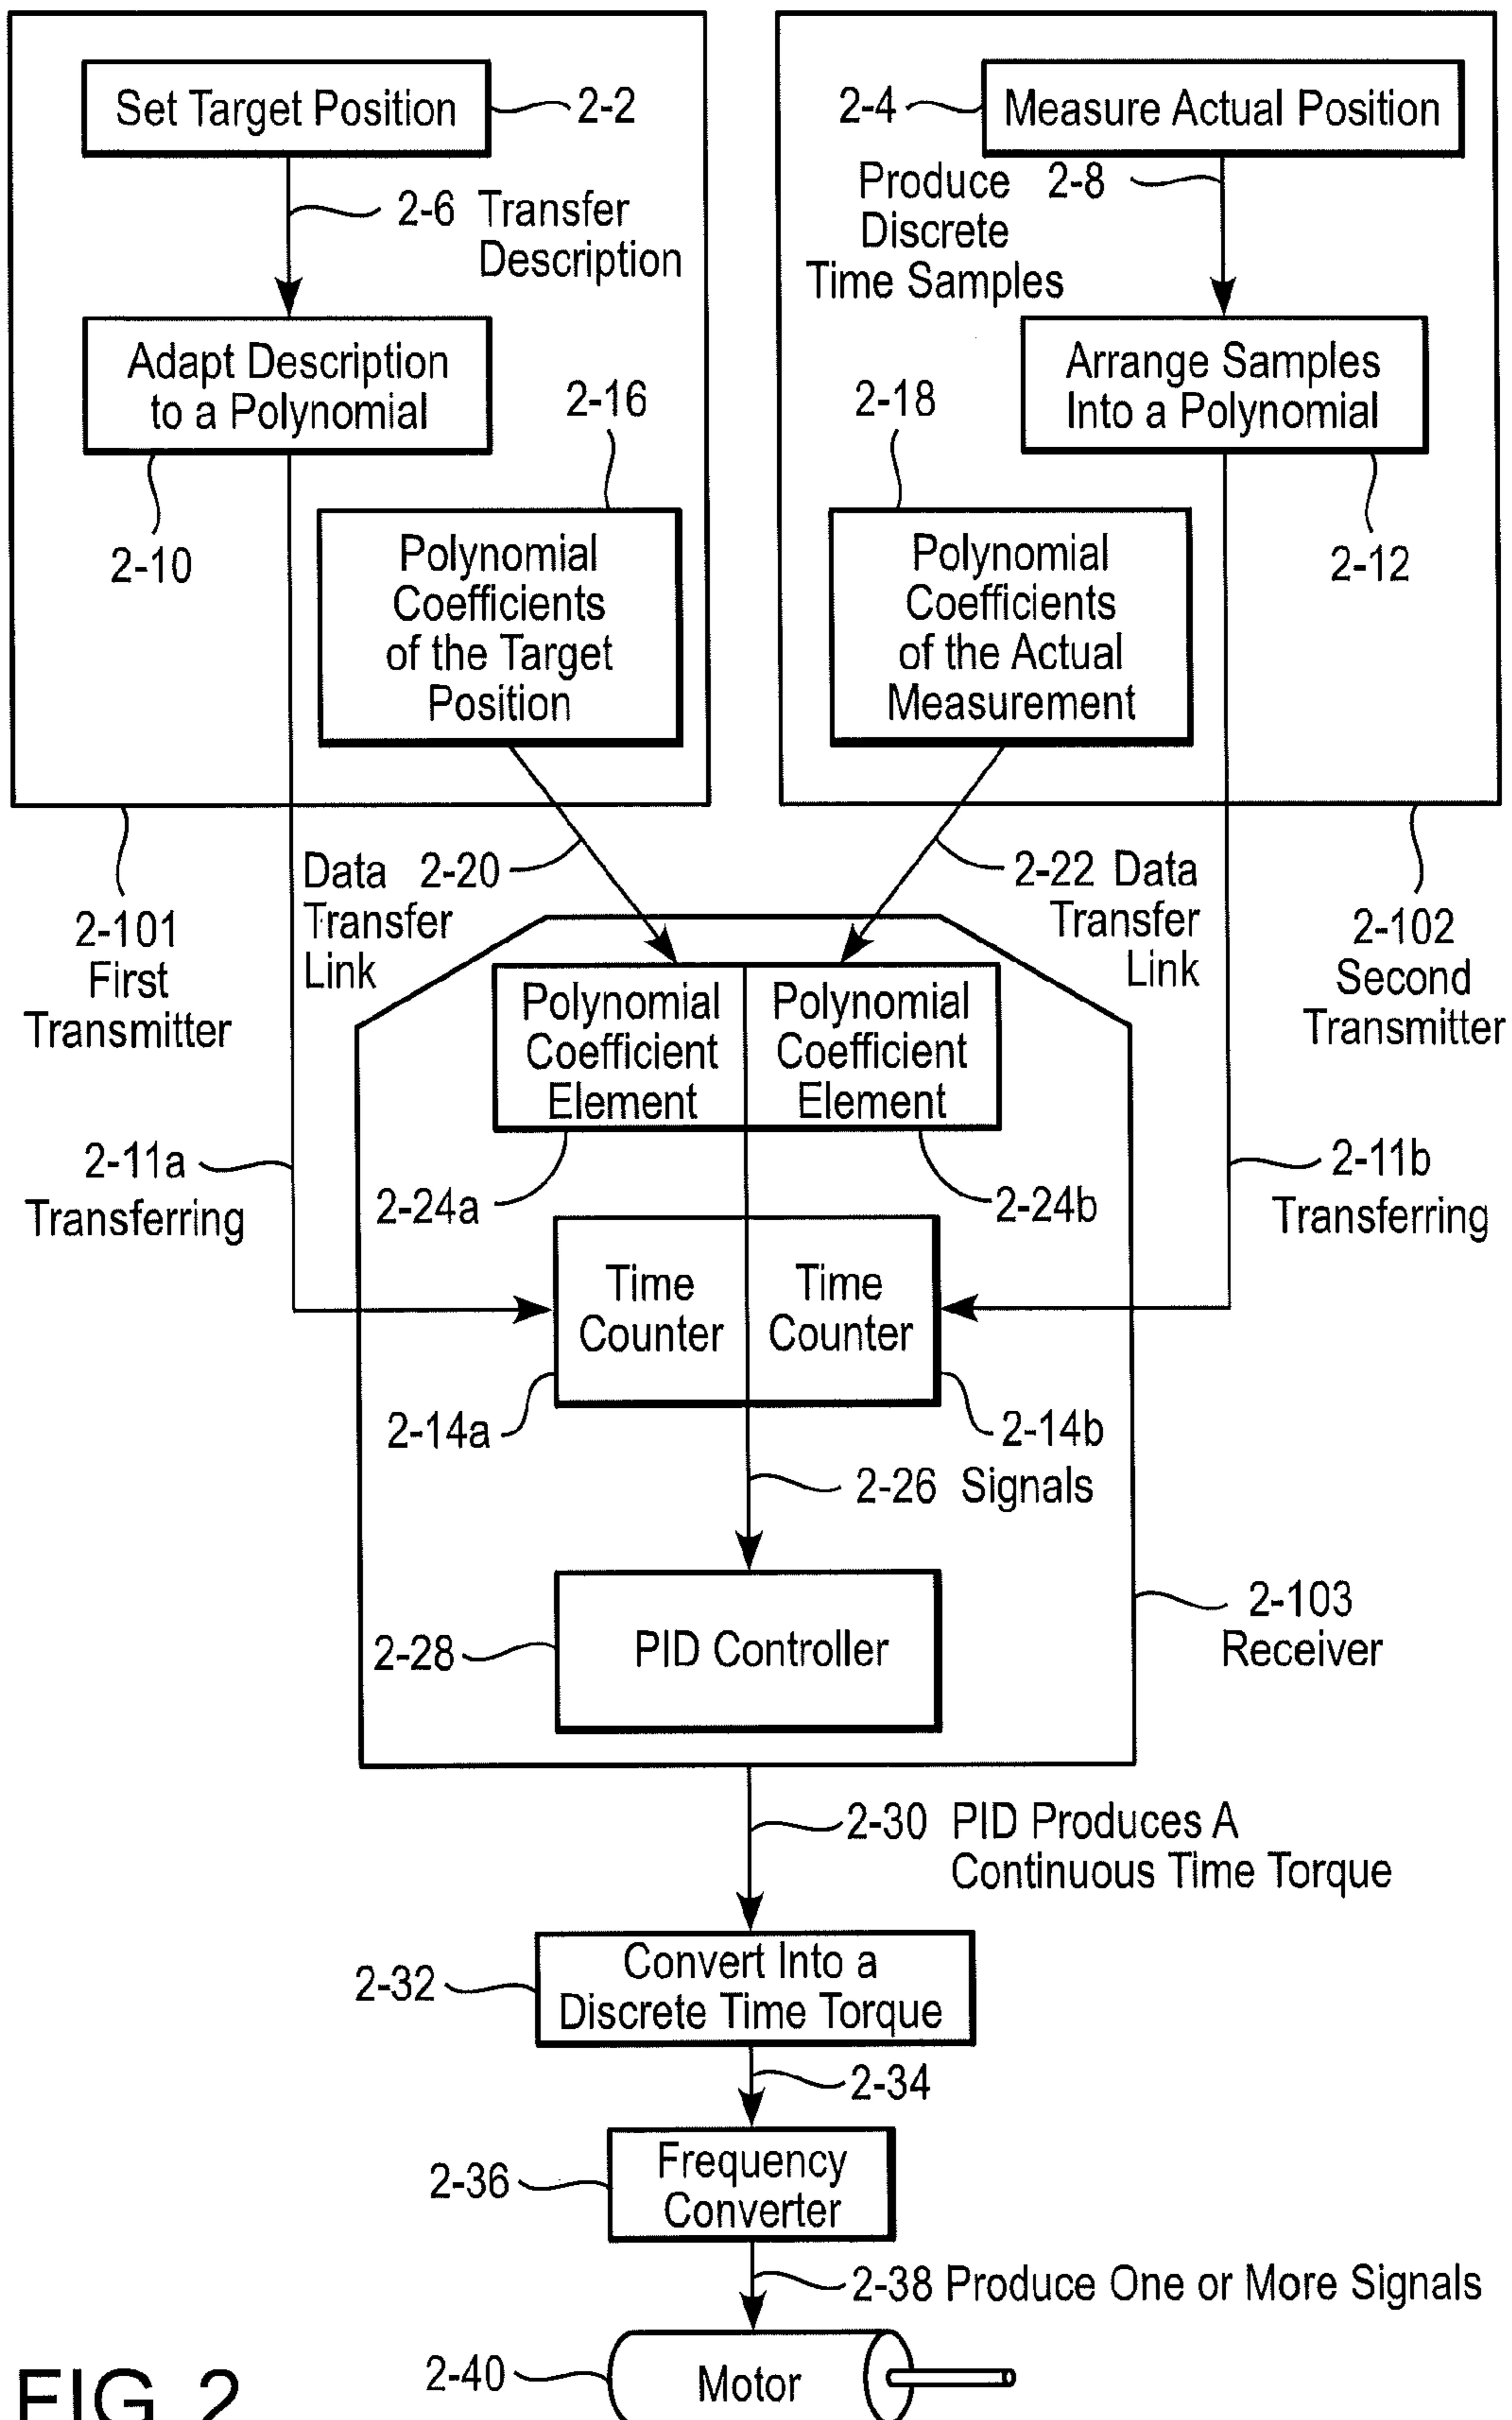 Set Target Position
2-2
2-4
Measure Actual Position
2-6 Transfer
Description
Produce 2-8
Discrete
Time Samples
Adapt Description
to a Polynomial
2-16
2-18
Arrange Samples
Into a Polynomial
2-10
2-12
Polynomial
Coefficients
of the Target
Position
Polynomial
Coefficients
of the Actual
Measurement
2-101
First
Transmitter
Data 2-20
Transfer
Link
2-22 Data
Transfer
Link
2-102
Second
Transmitter
Polynomial
Coefficient
Element
Polynomial
Coefficient
Element
2-11a
Transferring
2-24a
2-24b
2-11b
Transferring
Time
Counter
Time
Counter
2-14a
2-14b
2-26 Signals
2-28
PID Controller
2-103
Receiver
2-30 PID Produces A
Continuous Time Torque
2-32
Convert Into a
Discrete Time Torque
2-34
2-36
Frequency
Converter
2-38 Produce One or More Signals
2-40
Motor
FIG. 2